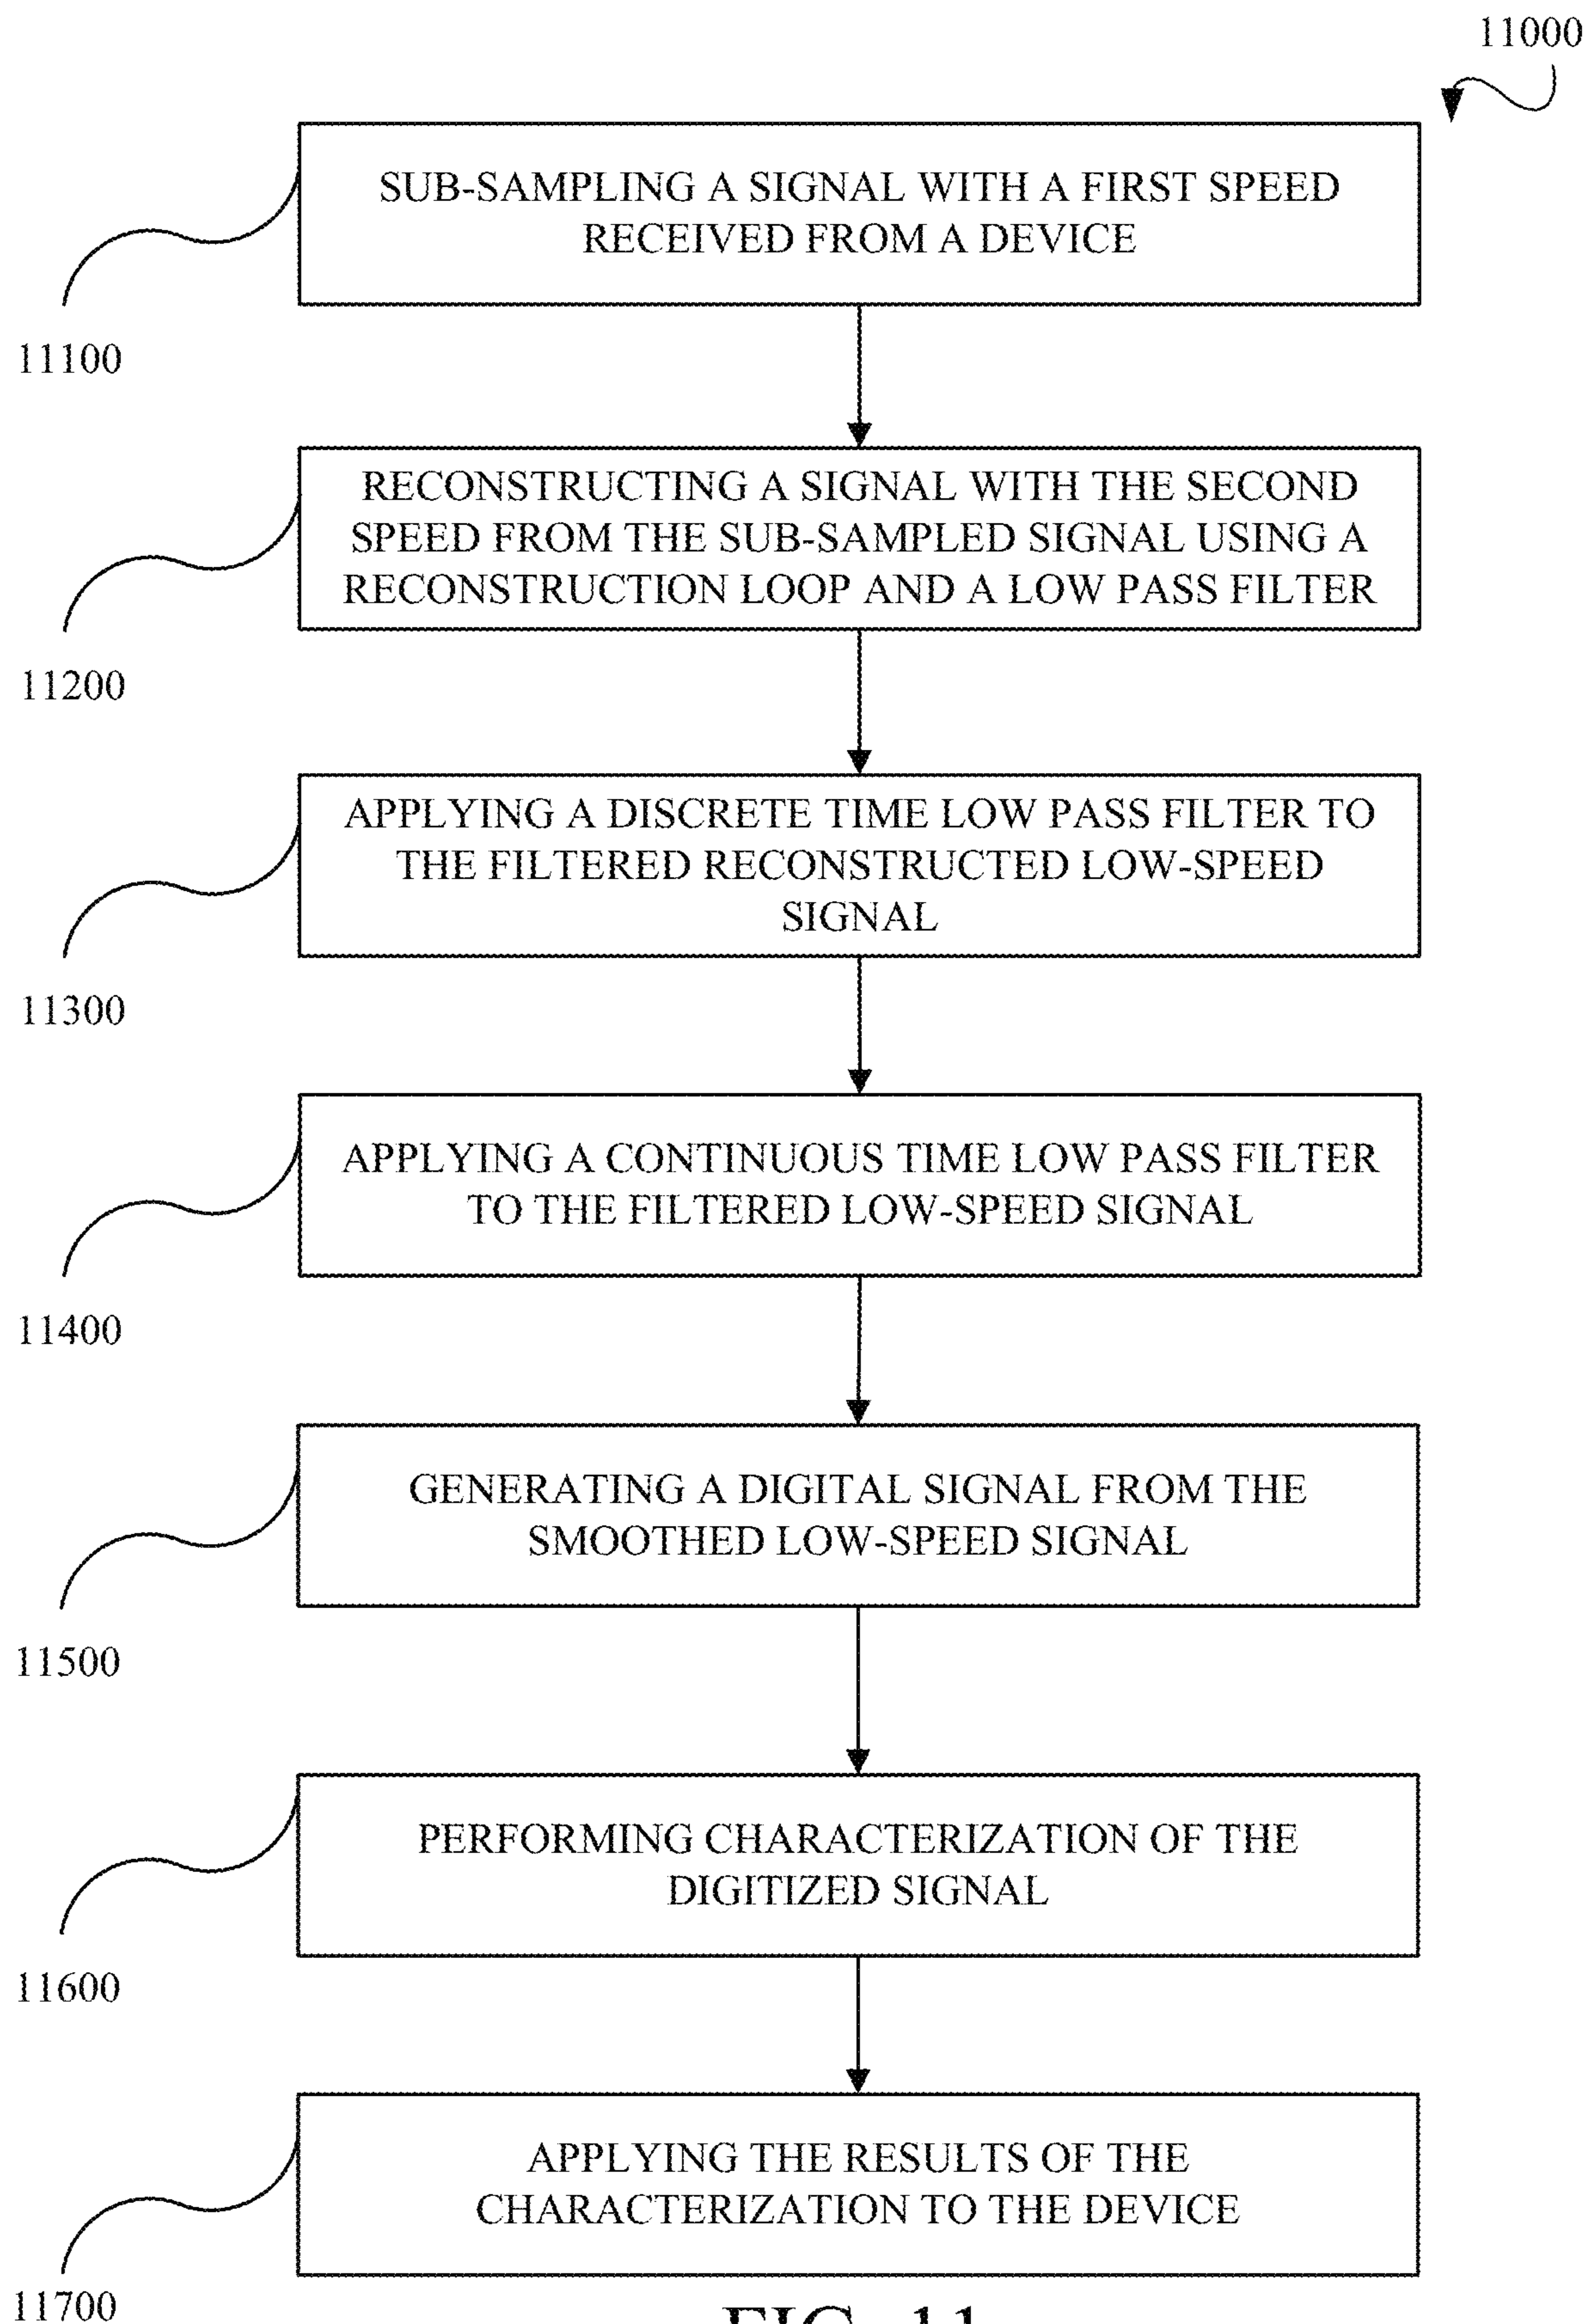 11000
SUB-SAMPLING A SIGNAL WITH A FIRST SPEED
RECEIVED FROM A DEVICE
11100
RECONSTRUCTING A SIGNAL WITH THE SECOND
SPEED FROM THE SUB-SAMPLED SIGNAL USING A
RECONSTRUCTION LOOP AND A LOW PASS FILTER
11200
APPLYING A DISCRETE TIME LOW PASS FILTER TO
THE FILTERED RECONSTRUCTED LOW-SPEED
SIGNAL
11300
APPLYING A CONTINUOUS TIME LOW PASS FILTER
TO THE FILTERED LOW-SPEED SIGNAL
11400
GENERATING A DIGITAL SIGNAL FROM THE
SMOOTHED LOW-SPEED SIGNAL
11500
PERFORMING CHARACTERIZATION OF THE
DIGITIZED SIGNAL
11600
APPLYING THE RESULTS OF THE
CHARACTERIZATION TO THE DEVICE
11700
FIG. 11